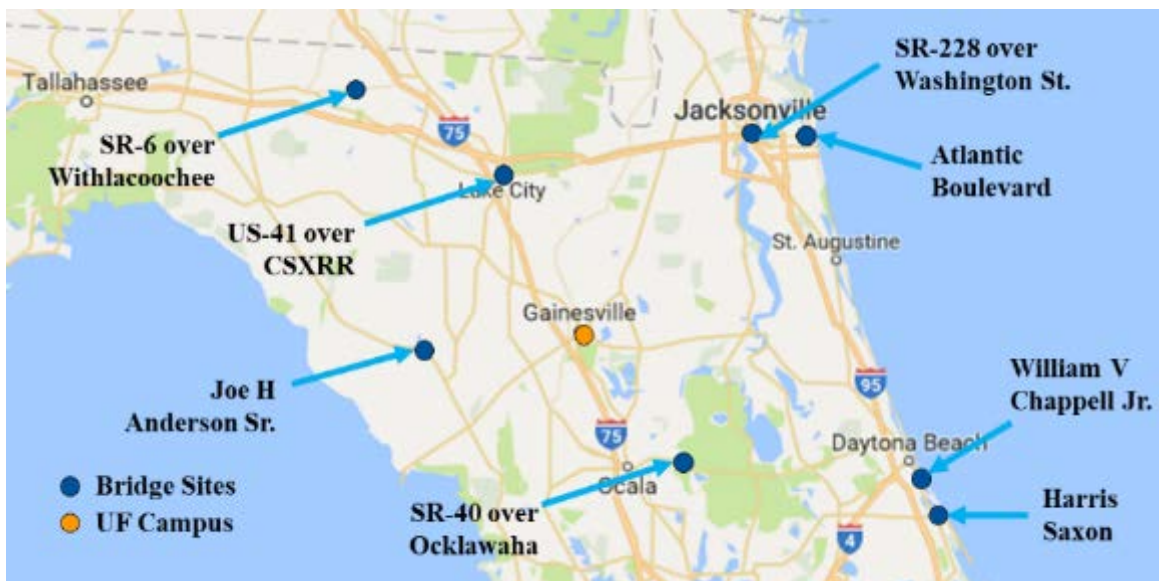 SR-228 over
Washington St.
Tallahassee
Jacksonville
75
SR-6 over
Withlacoochee
Atlantic
Boulevard
Lake City
US-41 over
CSXRR
St. Augustine
Gainesville
William V
Chappell Jr.
95
Joe H
Anderson Sr.
75
Daytona Beach
Ocala
Bridge Sites
UF Campus
SR-40 over
Ocklawaha
Harris
Saxon
4